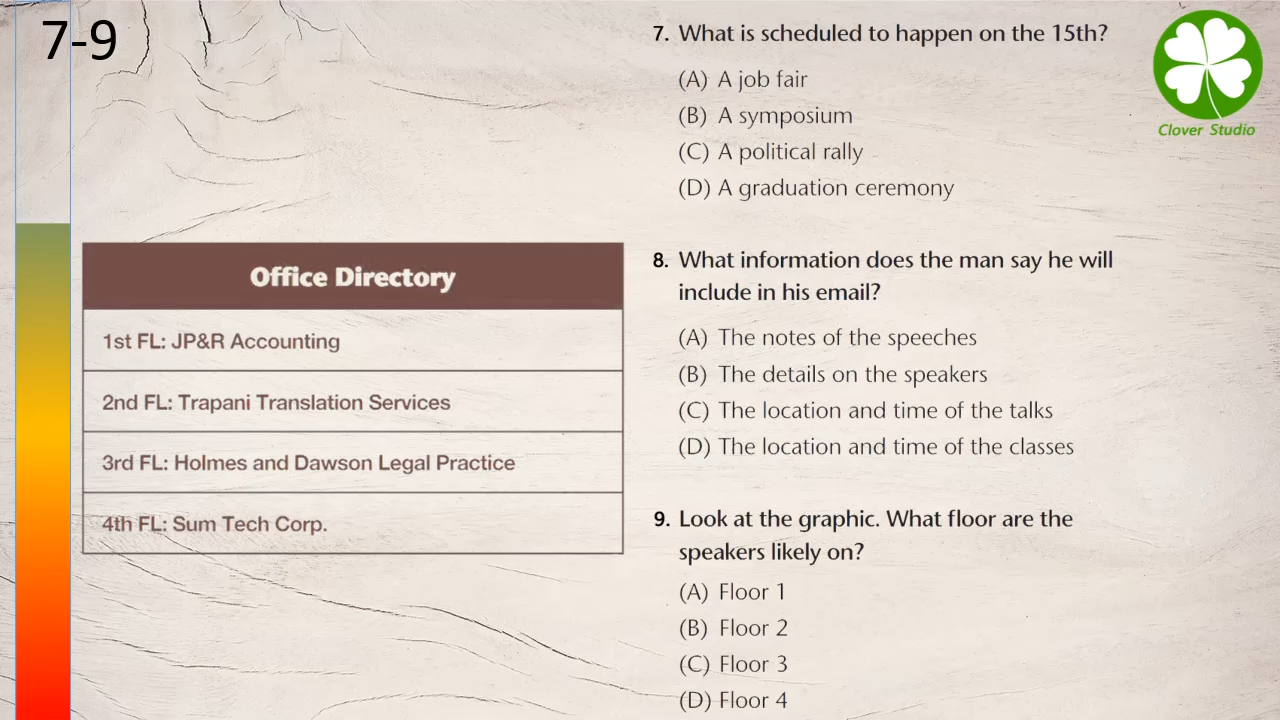 7-9
Office Directory
1st FL: JP&R Accounting
2nd FL: Trapani Translation Services
3rd FL: Holmes and Dawson Legal Practice
4th FL: Sum Tech Corp.
7. What is scheduled to happen on the 15th?
(A) A job fair
(B) A symposium
(C) A political rally
(D) A graduation ceremony
8. What information does the man say he will
include in his email?
(A) The notes of the speeches
(B) The details on the speakers
(C) The location and time of the talks
(D) The location and time of the classes
9. Look at the graphic. What floor are the
speakers likely on?
(A) Floor 1
(B) Floor 2
(C) Floor 3
(D) Floor 4
Clover Studio